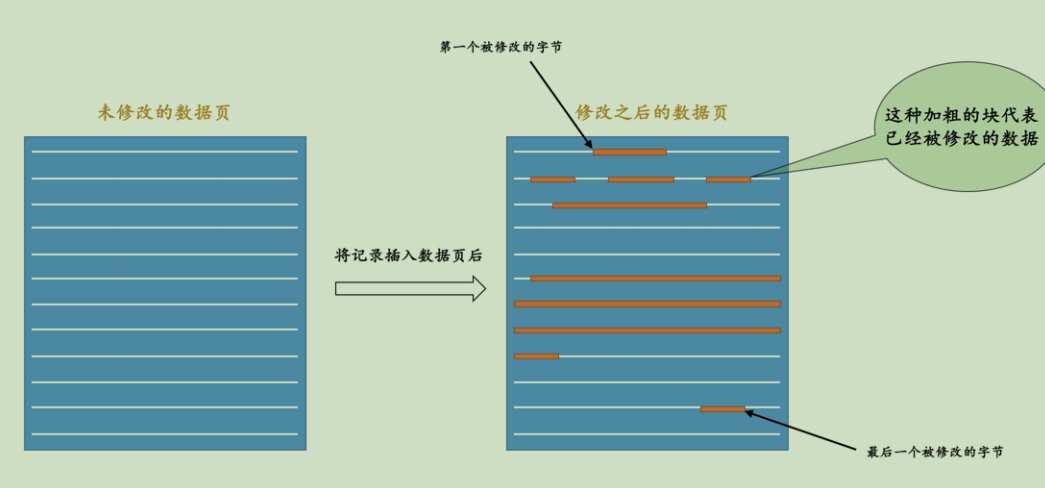 第一个被修改的字节
未修改的数据页
修改之后的数据页
这种加粗的块代表
已经被修改的数据
将记录插入数据页后
最后一个被修改的字节